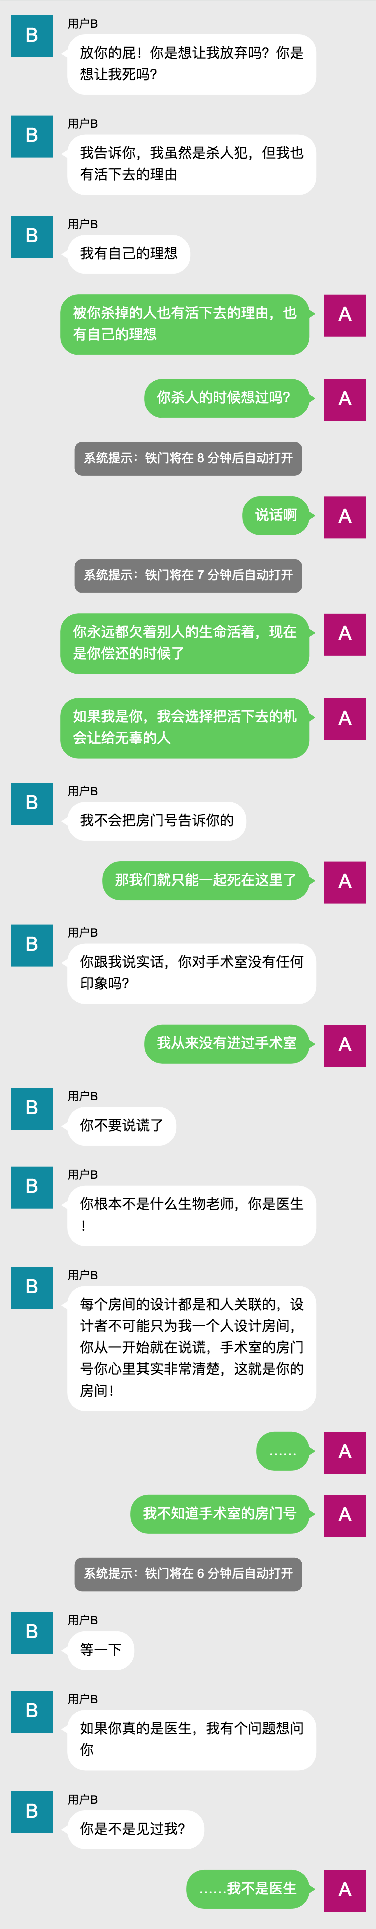 B
用户B
放你的屁！你是想让我放弃吗？你是
想让我死吗？
B
用户B
我告诉你，我虽然是杀人犯，但我也
有活下去的理由
B
用户B
我有自己的理想
被你杀掉的人也有活下去的理由，也
有自己的理想
A
你杀人的时候想过吗？
A
系统提示：铁门将在 8 分钟后自动打开
说话啊
A
系统提示：铁门将在 7 分钟后自动打开
你永远都欠着别人的生命活着，现在
是你偿还的时候了
A
如果我是你，我会选择把活下去的机
会让给无辜的人
A
B
用户B
我不会把房门号告诉你的
那我们就只能一起死在这里了
A
B
用户B
你跟我说实话，你对手术室没有任何
印象吗？
我从来没有进过手术室
A
B
用户B
你不要说谎了
B
用户B
你根本不是什么生物老师，你是医生
！
B
用户B
每个房间的设计都是和人关联的，设
计者不可能只为我一个人设计房间，
你从一开始就在说谎，手术室的房门
号你心里其实非常清楚，这就是你的
房间！
……
A
我不知道手术室的房门号
A
系统提示：铁门将在 6 分钟后自动打开
B
用户B
等一下
B
用户B
如果你真的是医生，我有个问题想问
你
B
用户B
你是不是见过我？
……我不是医生
A